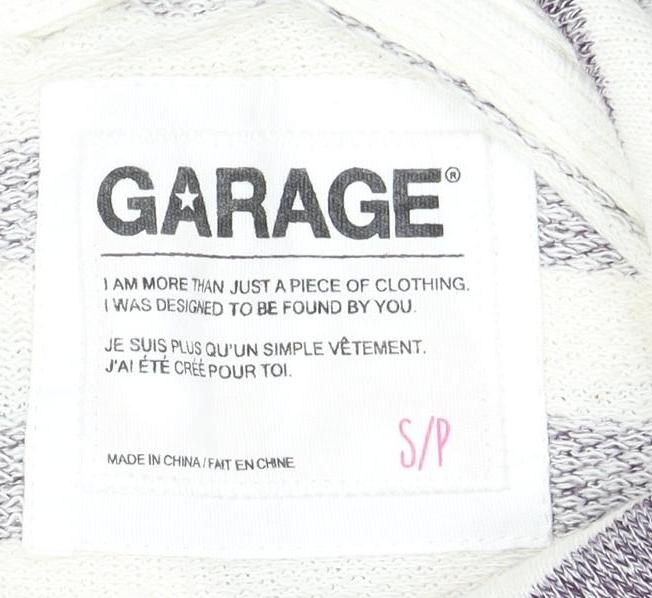 GARAGE®
I AM MORE THAN JUST A PIECE OF CLOTHING.
I WAS DESIGNED TO BE FOUND BY YOU.
JE SUIS PLUS QU'UN SIMPLE VÊTEMENT.
J'AI ÉTÉ CRÉÉ POUR TOI.
S/P
MADE IN CHINA / FAIT EN CHINE